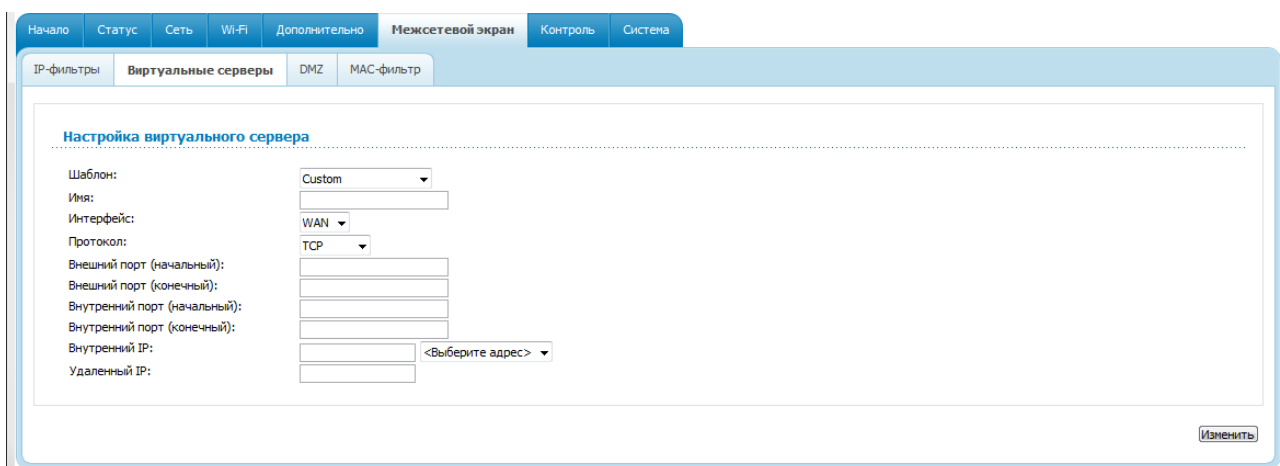 Начало Статус Сеть Wi-Fi Дополнительно Межсетевой экран Контроль Система
IP-фильтры Виртуальные серверы DMZ MAC-фильтр
Настройка виртуального сервера
Шаблон: Custom
Имя:
Интерфейс: WAN
Протокол: TCP
Внешний порт (начальный):
Внешний порт (конечный):
Внутренний порт (начальный):
Внутренний порт (конечный):
Внутренний IP: <Выберите адрес>
Удаленный IP:
Изменить